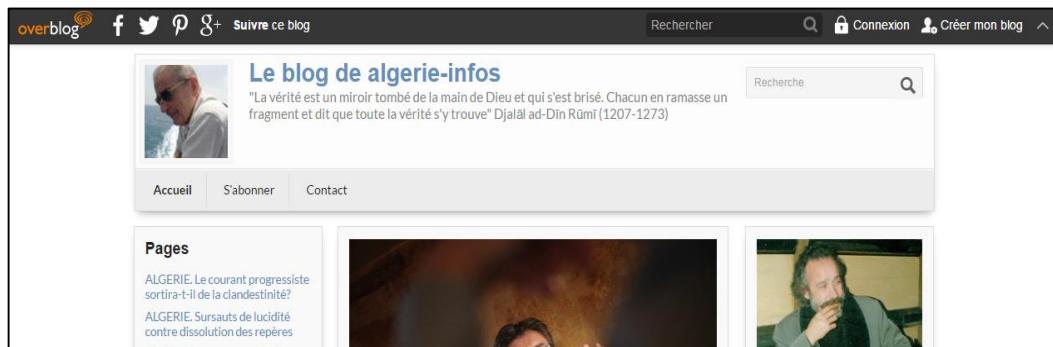 overblog
Suivre ce blog
Rechercher
Connexion
Créer mon blog
Le blog de algerie-infos
"La vérité est un miroir tombé de la main de Dieu et qui s'est brisé. Chacun en ramasse un
fragment et dit que toute la vérité s'y trouve" Djalāl ad-Dīn Rūmī (1207-1273)
Recherche
Accueil
S'abonner
Contact
Pages
ALGERIE. Le courant progressiste
sortira-t-il de la clandestinité?
ALGERIE. Sursauts de lucidité
contre dissolution des repères